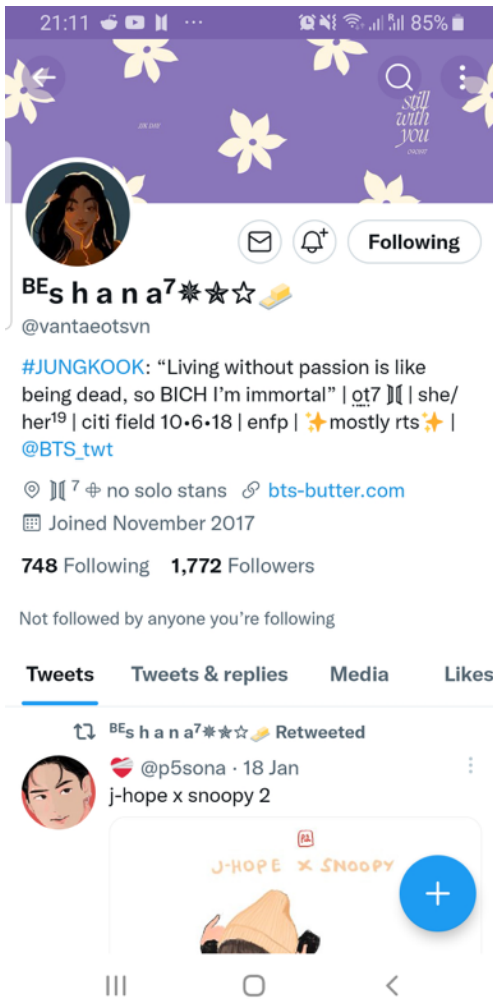 21:11 ··· 85%
still
with
you
ᴮᴱs h a n a⁷✵✯☆🧈
Following
@vantaeotsvn
#JUNGKOOK: “Living without passion is like
being dead, so BICH I’m immortal” | ọṭ7 | she/
her¹⁹ | citi field 10•6•18 | enfp | ✨mostly rts✨ |
@BTS_twt
⁷ no solo stans bts-butter.com
Joined November 2017
748 Following 1,772 Followers
Not followed by anyone you’re following
Tweets Tweets & replies Media Likes
ᴮᴱs h a n a⁷✵✯☆🧈 Retweeted
@p5sona · 18 Jan
j-hope x snoopy 2
J-HOPE X SNOOPY